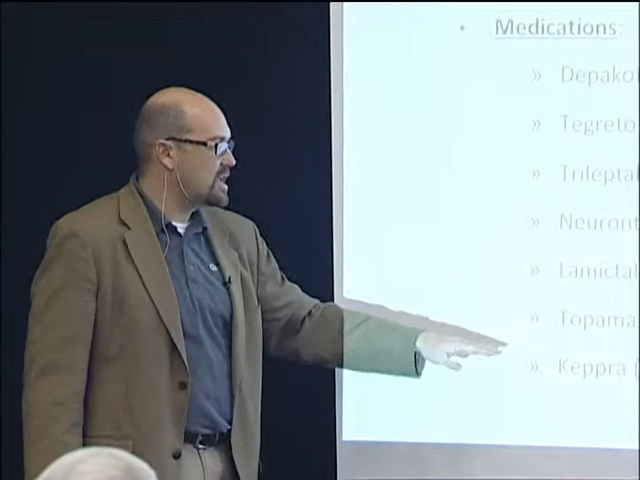 • Medications:
» Depako
» Tegreto
» Trileptal
» Neuront
» Lamictal
» Topama
» Keppra (